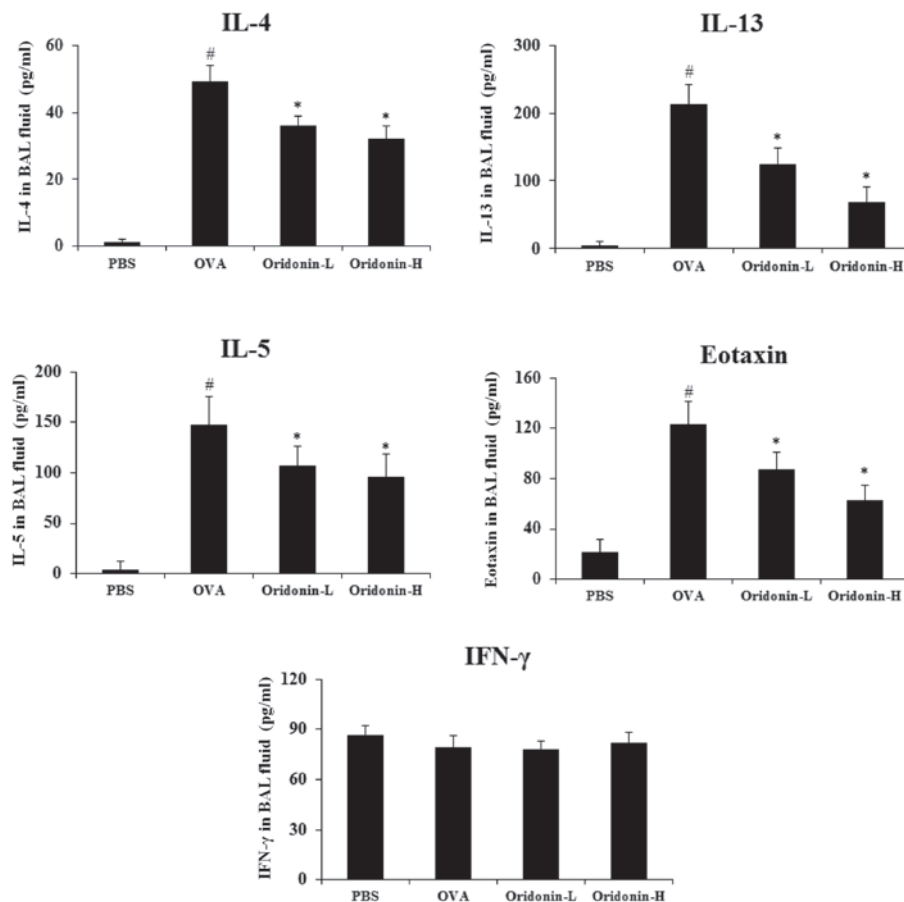 IL-4
IL-4 in BAL fluid (pg/ml)
60
40
20
0
#
*
*
PBS OVA Oridonin-L Oridonin-H
IL-13
IL-13 in BAL fluid (pg/ml)
300
200
100
0
#
*
*
PBS OVA Oridonin-L Oridonin-H
IL-5
IL-5 in BAL fluid (pg/ml)
200
150
100
50
0
#
*
*
PBS OVA Oridonin-L Oridonin-H
Eotaxin
Eotaxin in BAL fluid (pg/ml)
160
120
80
40
0
#
*
*
PBS OVA Oridonin-L Oridonin-H
IFN-γ
IFN-γ in BAL fluid (pg/ml)
120
90
60
30
0
PBS OVA Oridonin-L Oridonin-H